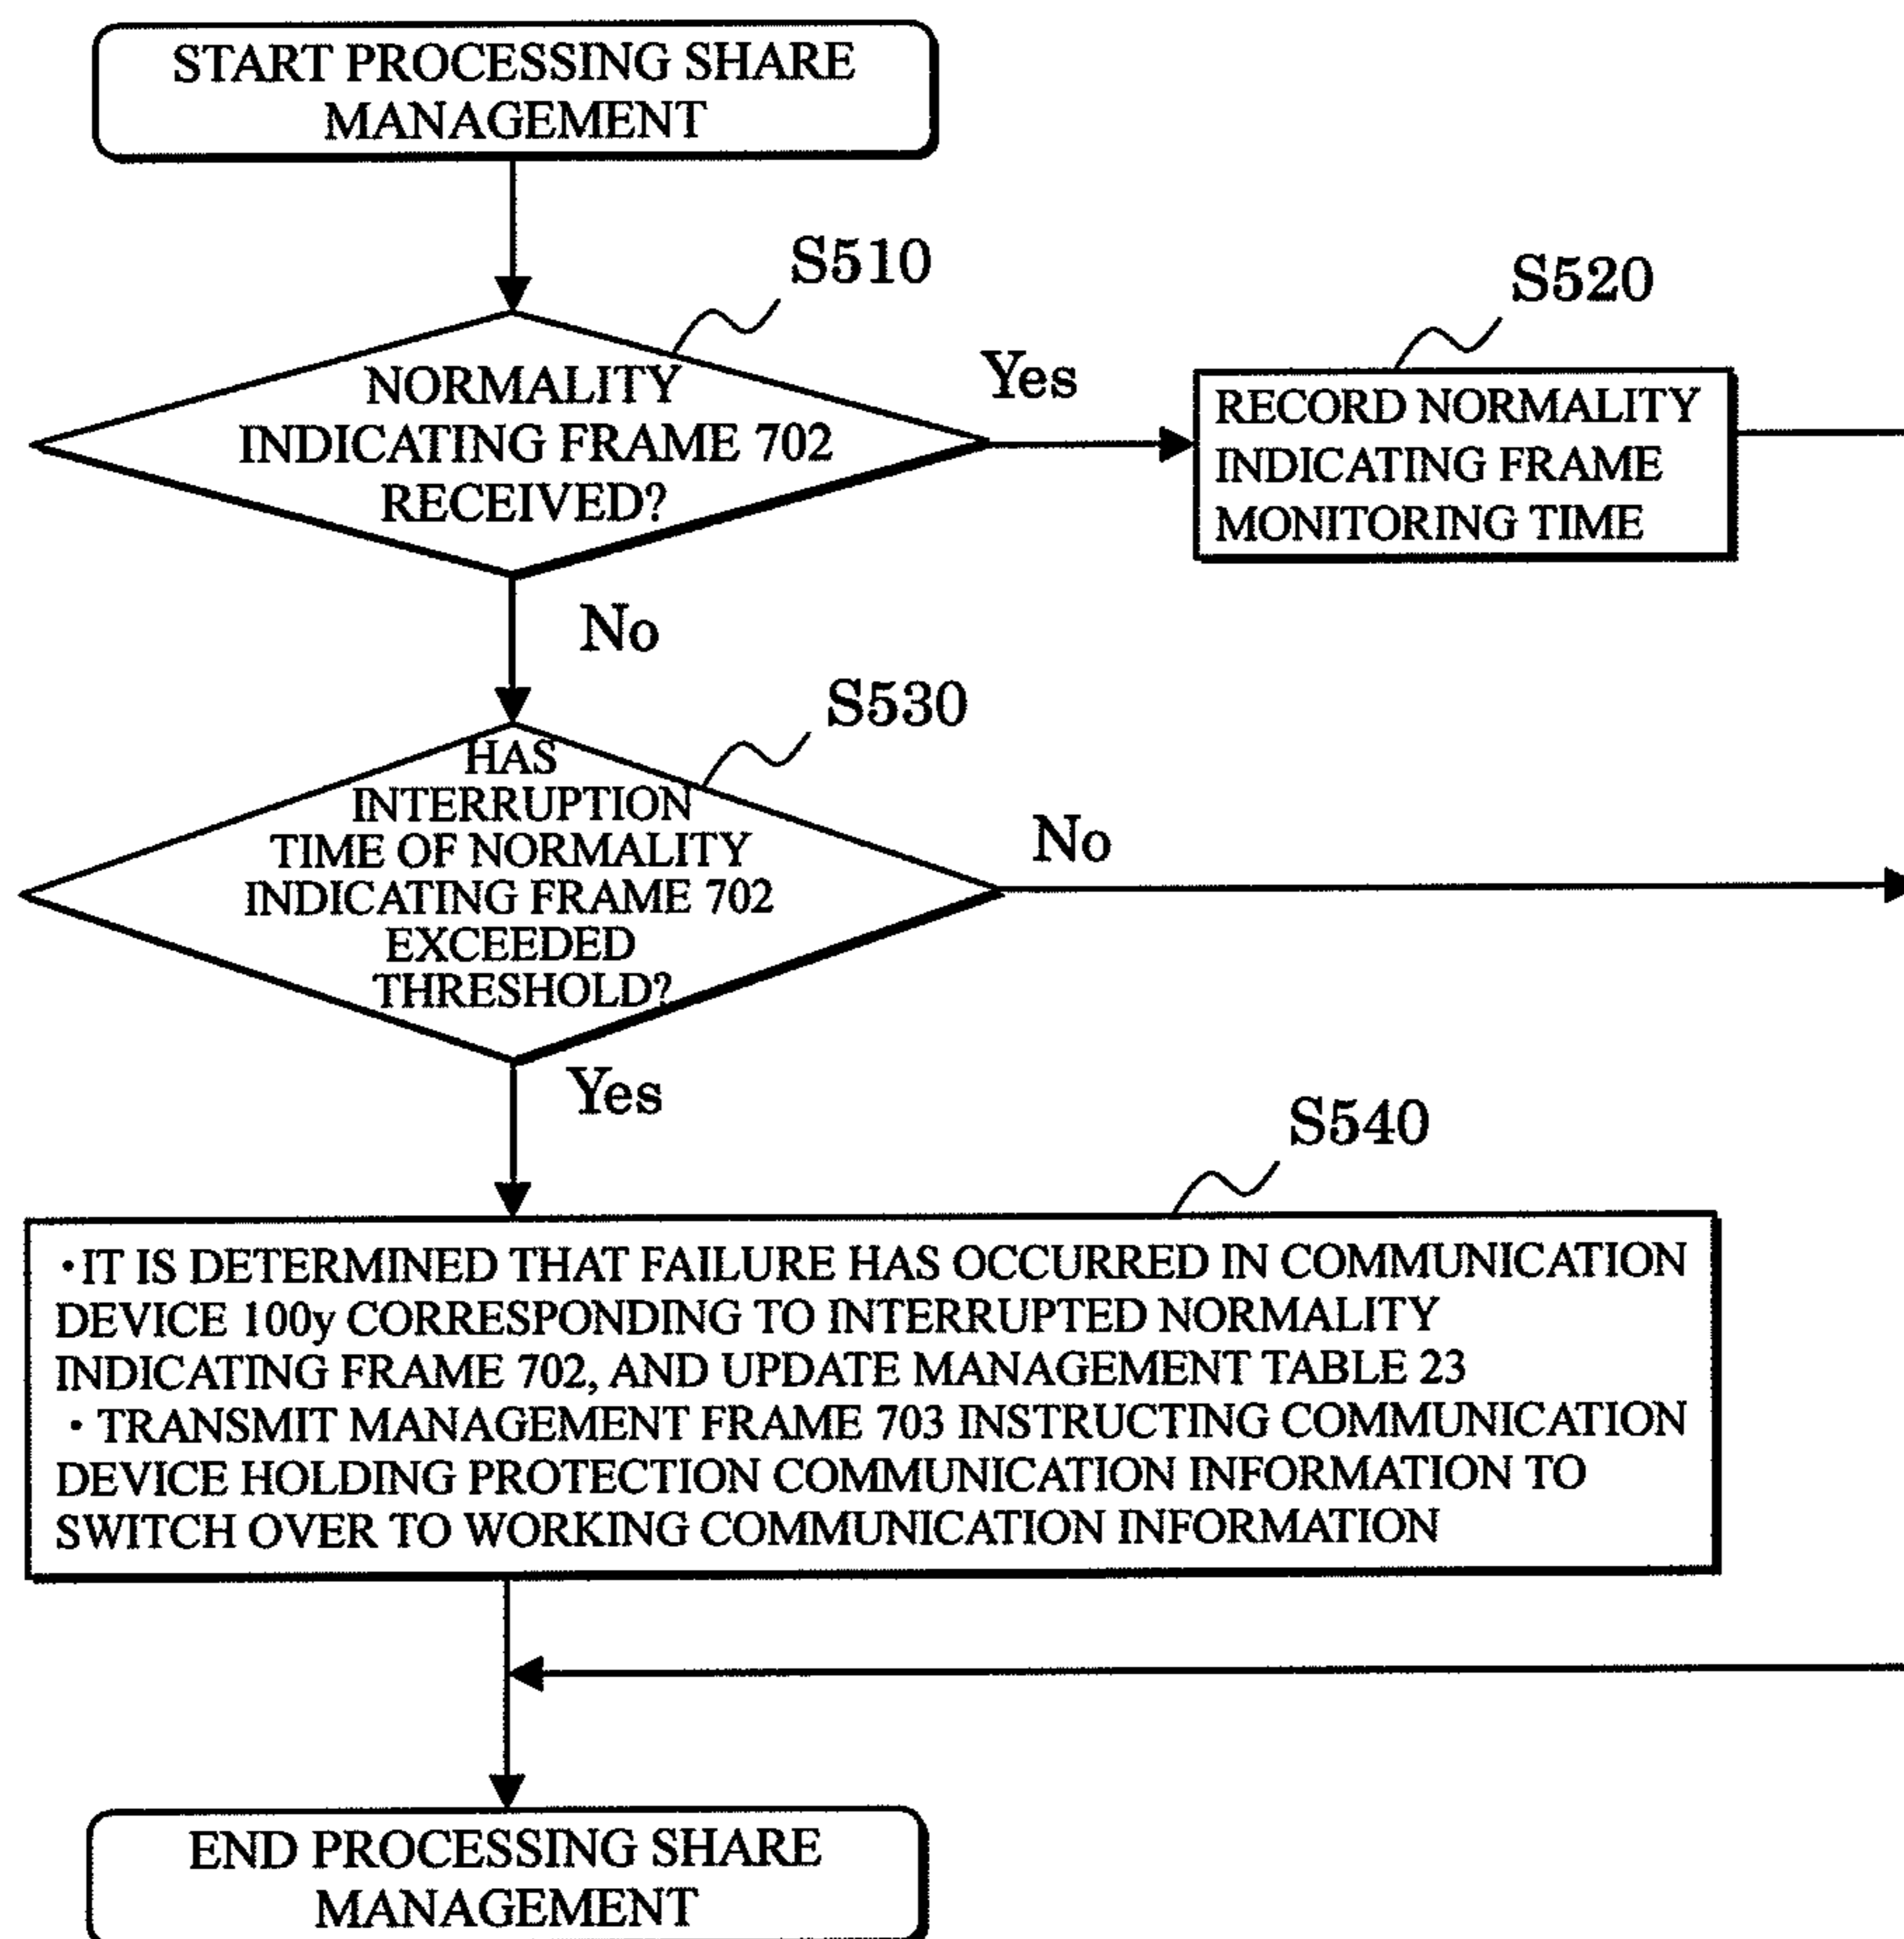 START PROCESSING SHARE
MANAGEMENT
S510
NORMALITY
INDICATING FRAME 702
RECEIVED?
Yes
S520
RECORD NORMALITY
INDICATING FRAME
MONITORING TIME
No
S530
HAS
INTERRUPTION
TIME OF NORMALITY
INDICATING FRAME 702
EXCEEDED
THRESHOLD?
No
Yes
S540
・IT IS DETERMINED THAT FAILURE HAS OCCURRED IN COMMUNICATION
DEVICE 100y CORRESPONDING TO INTERRUPTED NORMALITY
INDICATING FRAME 702, AND UPDATE MANAGEMENT TABLE 23
・TRANSMIT MANAGEMENT FRAME 703 INSTRUCTING COMMUNICATION
DEVICE HOLDING PROTECTION COMMUNICATION INFORMATION TO
SWITCH OVER TO WORKING COMMUNICATION INFORMATION
END PROCESSING SHARE
MANAGEMENT